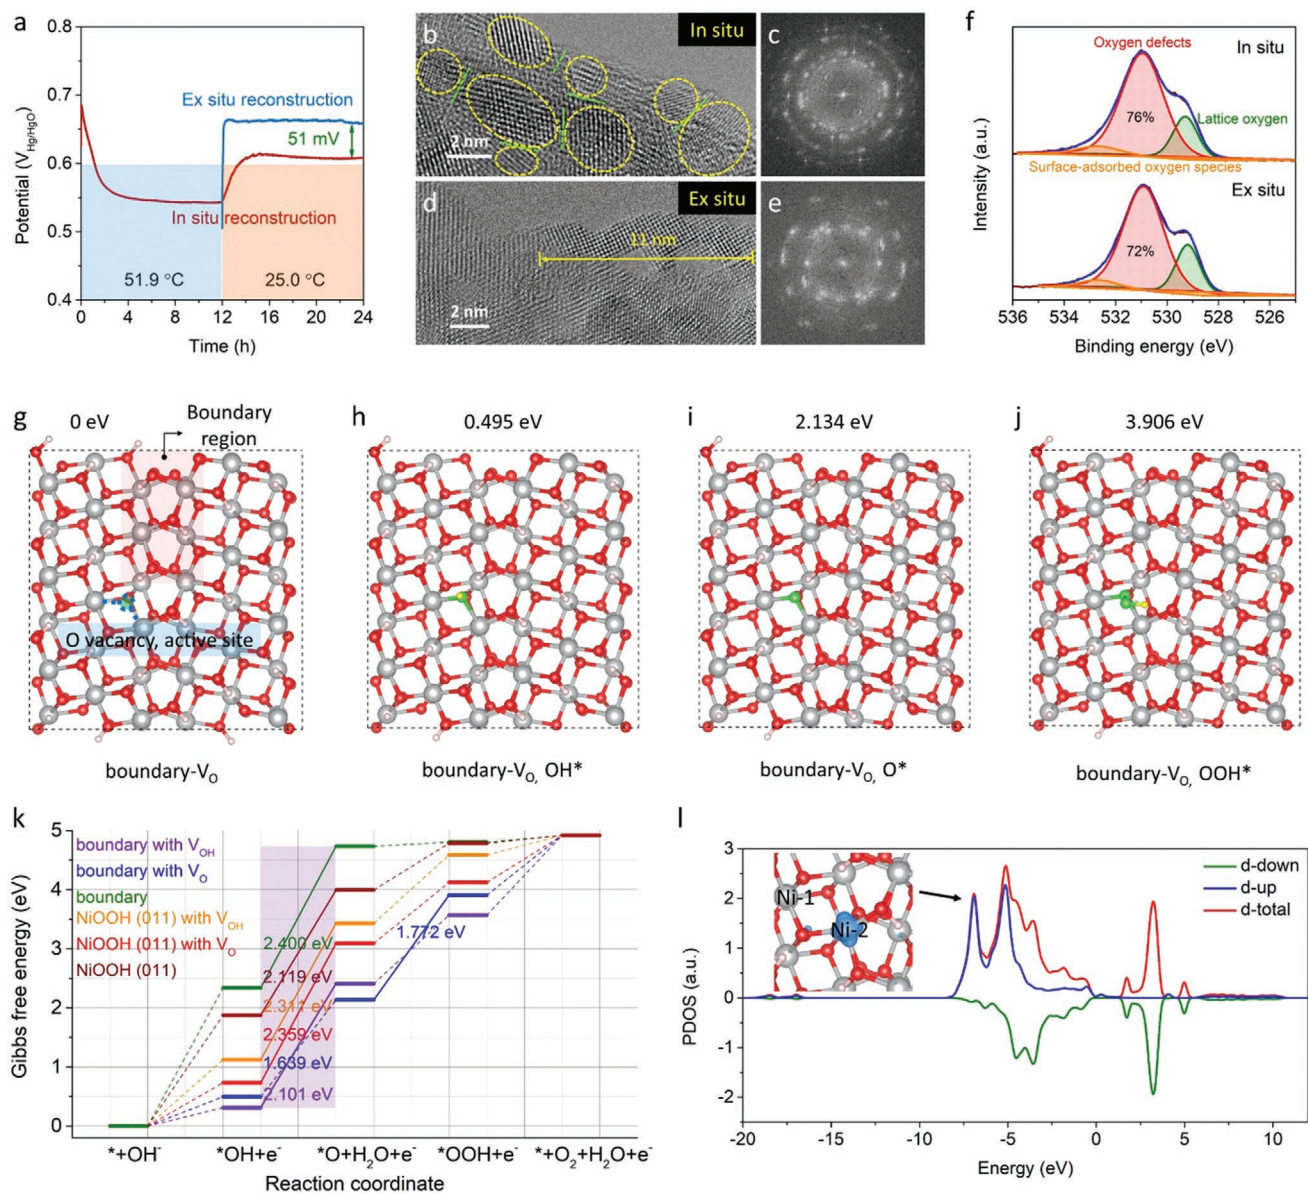 a
0.8
0.7
0.6
0.5
0.4
Potential (V_Hg/HgO)
Ex situ reconstruction
51 mV
In situ reconstruction
51.9 °C
25.0 °C
0 4 8 12 16 20 24
Time (h)
b
In situ
2 nm
c
d
Ex situ
11 nm
2 nm
e
f
Oxygen defects
In situ
76%
Lattice oxygen
Surface-adsorbed oxygen species
Ex situ
72%
Intensity (a.u.)
536 534 532 530 528 526
Binding energy (eV)
g
0 eV
Boundary
region
O vacancy, active site
boundary-V_O
h
0.495 eV
boundary-V_O, OH*
i
2.134 eV
boundary-V_O, O*
j
3.906 eV
boundary-V_O, OOH*
k
5
4
3
2
1
0
Gibbs free energy (eV)
boundary with V_OH
boundary with V_O
boundary
NiOOH (011) with V_OH
NiOOH (011) with V_O
NiOOH (011)
2.400 eV
2.119 eV
2.311 eV
2.359 eV
1.639 eV
2.101 eV
1.772 eV
*+OH⁻ *OH+e⁻ *O+H₂O+e⁻ *OOH+e⁻ *+O₂+H₂O+e⁻
Reaction coordinate
l
3
2
1
0
-1
-2
PDOS (a.u.)
Ni-1
Ni-2
d-down
d-up
d-total
-20 -15 -10 -5 0 5 10
Energy (eV)